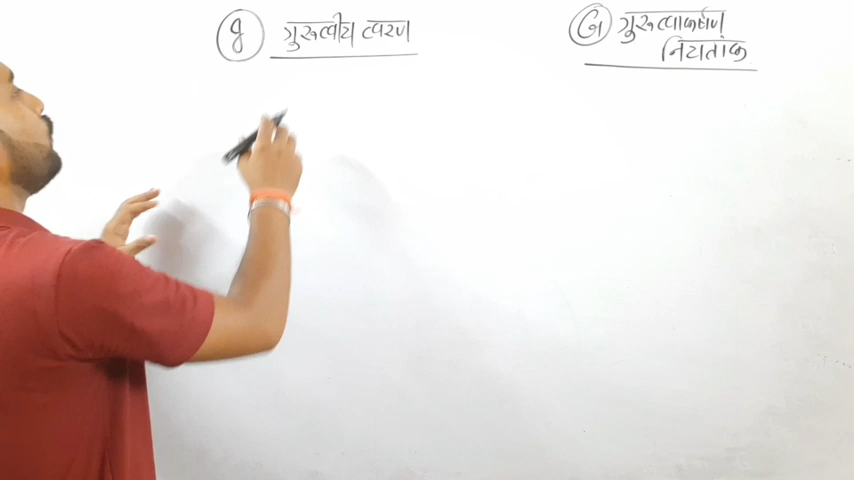 g गुरुत्वीय त्वरण
G गुरुत्वाकर्षण
नियतांक